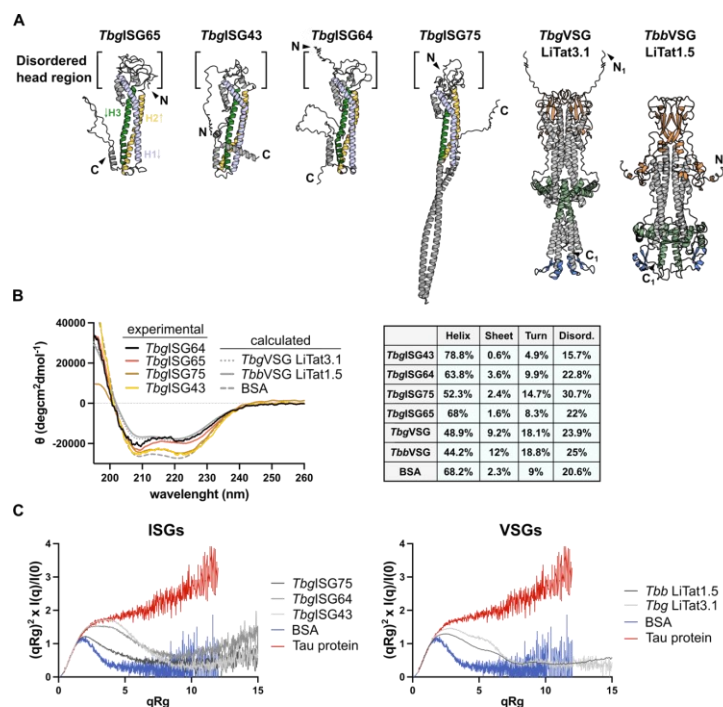 A
TbgISG65 TbgISG43 TbgISG64 TbgISG75 TbgVSG LiTat3.1 TbbVSG LiTat1.5
Disordered head region
N
↓H3
H2↑
H1↓
C
N
C
N
C
N
C
N1
C1
N1
C1
B
experimental
TbgISG64
TbgISG65
TbgISG75
TbgISG43
calculated
TbgVSG LiTat3.1
TbbVSG LiTat1.5
BSA
θ (degcm2dmol-1)
40000
20000
0
-20000
200 210 220 230 240 250 260
wavelenght (nm)
Helix Sheet Turn Disord.
TbgISG43 78.8% 0.6% 4.9% 15.7%
TbgISG64 63.8% 3.6% 9.9% 22.8%
TbgISG75 52.3% 2.4% 14.7% 30.7%
TbgISG65 68% 1.6% 8.3% 22%
TbgVSG 48.9% 9.2% 18.1% 23.9%
TbbVSG 44.2% 12% 18.8% 25%
BSA 68.2% 2.3% 9% 20.6%
C
ISGs
(qRg)2 x I(q)/I(0)
4
3
2
1
0
0 5 10 15
qRg
TbgISG75
TbgISG64
TbgISG43
BSA
Tau protein
VSGs
(qRg)2 x I(q)/I(0)
4
3
2
1
0
0 5 10 15
qRg
Tbb LiTat1.5
Tbg LiTat3.1
BSA
Tau protein